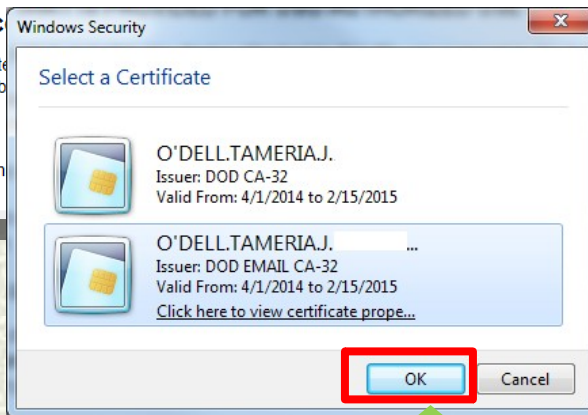 Windows Security
Select a Certificate
O'DELL.TAMERIA.J.
Issuer: DOD CA-32
Valid From: 4/1/2014 to 2/15/2015
O'DELL.TAMERIA.J. ...
Issuer: DOD EMAIL CA-32
Valid From: 4/1/2014 to 2/15/2015
Click here to view certificate prope...
OK Cancel